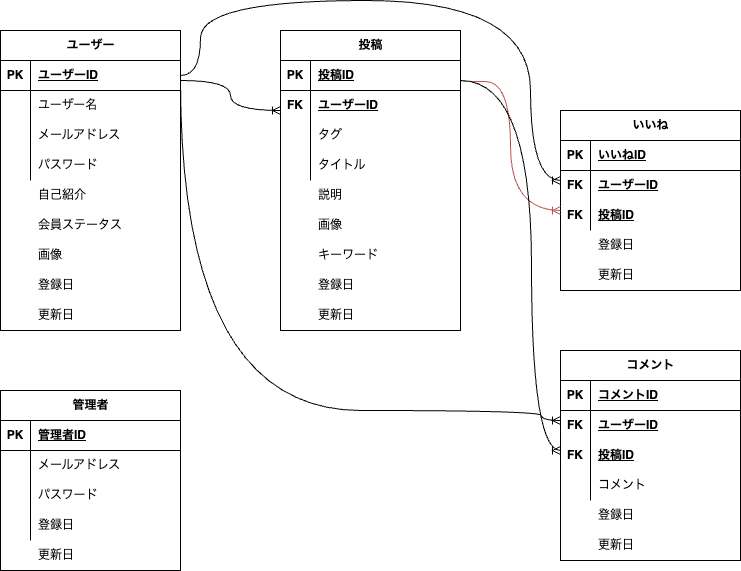 ユーザー
PK ユーザーID
ユーザー名
メールアドレス
パスワード
自己紹介
会員ステータス
画像
登録日
更新日
投稿
PK 投稿ID
FK ユーザーID
タグ
タイトル
説明
画像
キーワード
登録日
更新日
いいね
PK いいねID
FK ユーザーID
FK 投稿ID
登録日
更新日
管理者
PK 管理者ID
メールアドレス
パスワード
登録日
更新日
コメント
PK コメントID
FK ユーザーID
FK 投稿ID
コメント
登録日
更新日